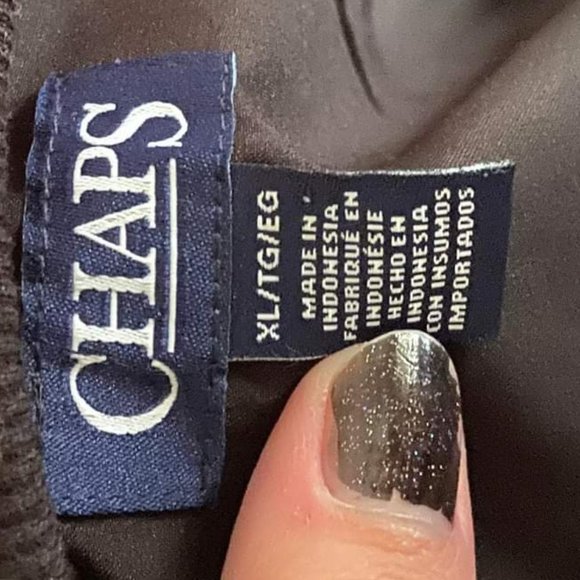 CHAPS
XL/TG/EG
MADE IN
INDONESIA
FABRIQUÉ EN
INDONÉSIE
HECHO EN
INDONESIA
CON INSUMOS
IMPORTADOS